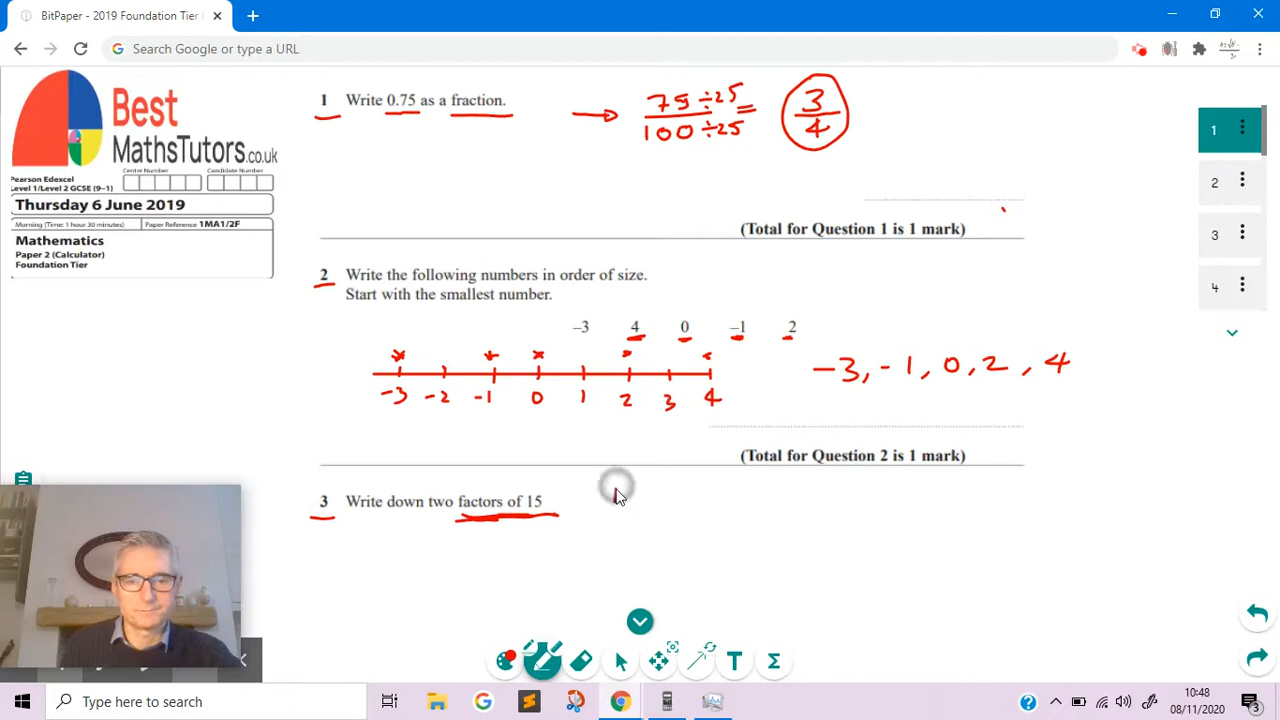 BitPaper - 2019 Foundation Tier
Search Google or type a URL
Best
MathsTutors.co.uk
Centre Number
Candidate Number
Pearson Edexcel
Level 1/Level 2 GCSE (9–1)
Thursday 6 June 2019
Morning (Time: 1 hour 30 minutes)
Paper Reference 1MA1/2F
Mathematics
Paper 2 (Calculator)
Foundation Tier
1 Write 0.75 as a fraction.
75 ÷25
100 ÷25
=
3
4
(Total for Question 1 is 1 mark)
2 Write the following numbers in order of size.
Start with the smallest number.
–3 4 0 –1 2
-3 -2 -1 0 1 2 3 4
-3, -1, 0, 2, 4
(Total for Question 2 is 1 mark)
3 Write down two factors of 15
1
2
3
4
T
Σ
Type here to search
10:48
08/11/2020
3